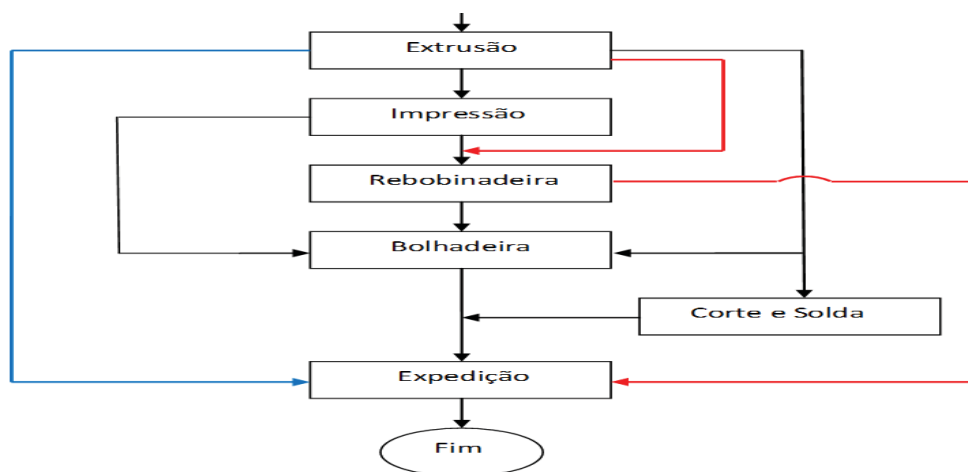 Extrusão
Impressão
Rebobinadeira
Bolhadeira
Corte e Solda
Expedição
Fim